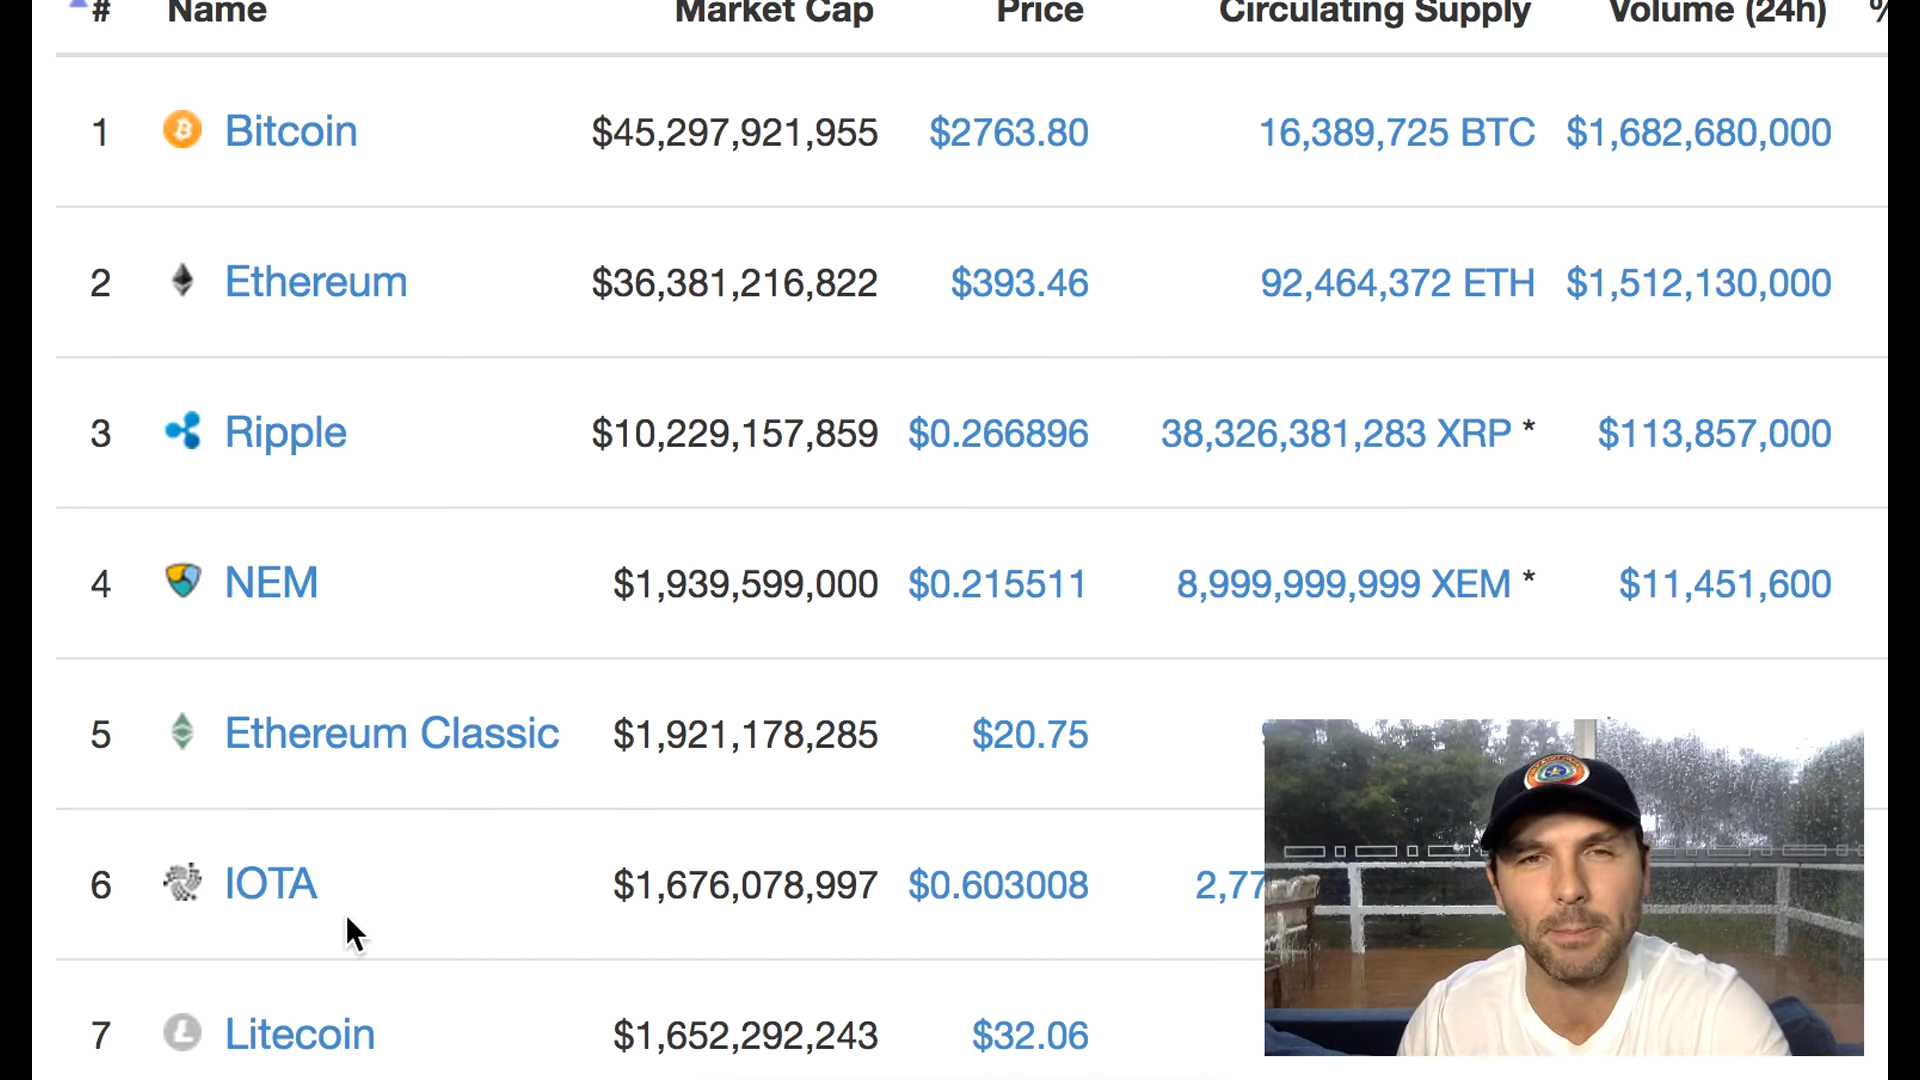 # Name Market Cap Price Circulating Supply Volume (24h) %
1 Bitcoin $45,297,921,955 $2763.80 16,389,725 BTC $1,682,680,000
2 Ethereum $36,381,216,822 $393.46 92,464,372 ETH $1,512,130,000
3 Ripple $10,229,157,859 $0.266896 38,326,381,283 XRP * $113,857,000
4 NEM $1,939,599,000 $0.215511 8,999,999,999 XEM * $11,451,600
5 Ethereum Classic $1,921,178,285 $20.75
6 IOTA $1,676,078,997 $0.603008 2,77
7 Litecoin $1,652,292,243 $32.06